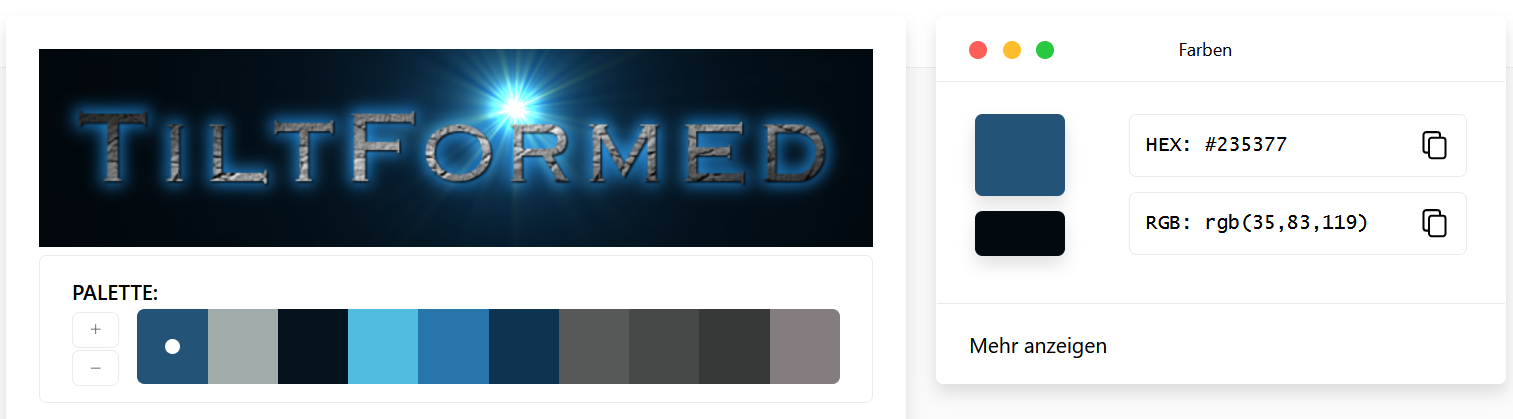 TiltFormed
PALETTE:
+
−
Farben
HEX: #235377
RGB: rgb(35,83,119)
Mehr anzeigen